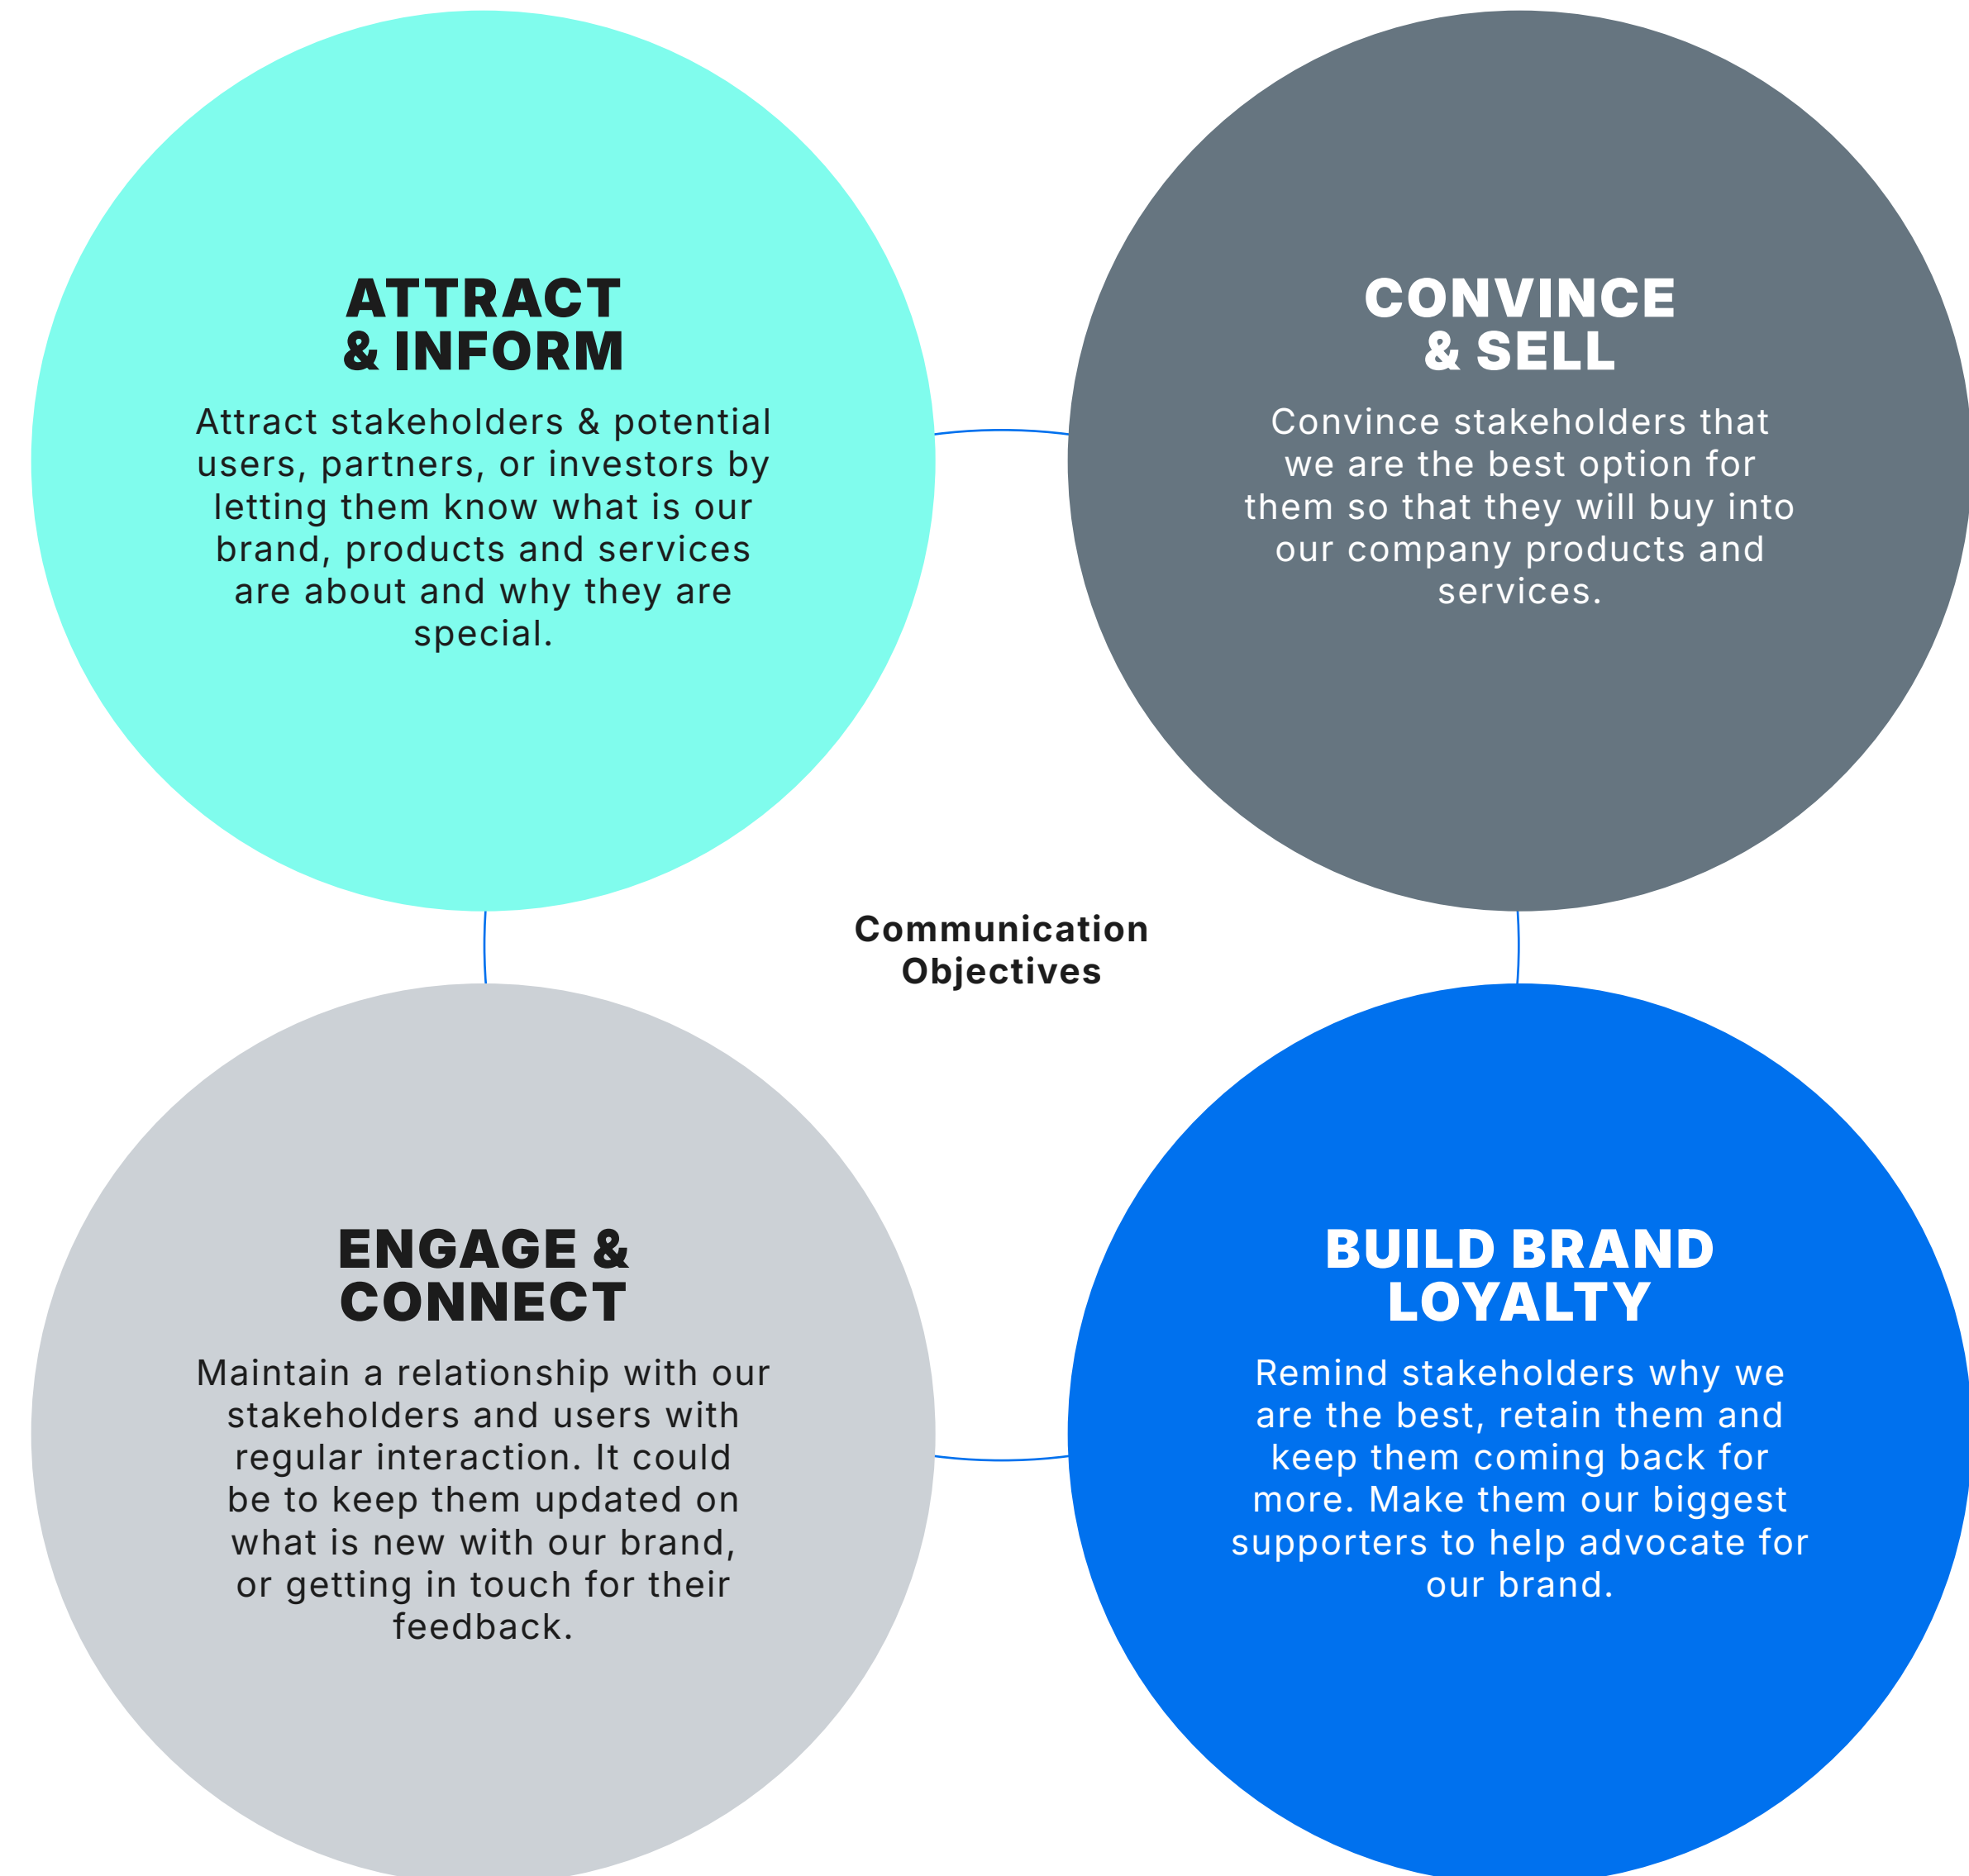 ATTRACT
& INFORM
Attract stakeholders & potential
users, partners, or investors by
letting them know what is our
brand, products and services
are about and why they are
special.
CONVINCE
& SELL
Convince stakeholders that
we are the best option for
them so that they will buy into
our company products and
services.
Communication
Objectives
ENGAGE &
CONNECT
Maintain a relationship with our
stakeholders and users with
regular interaction. It could
be to keep them updated on
what is new with our brand,
or getting in touch for their
feedback.
BUILD BRAND
LOYALTY
Remind stakeholders why we
are the best, retain them and
keep them coming back for
more. Make them our biggest
supporters to help advocate for
our brand.